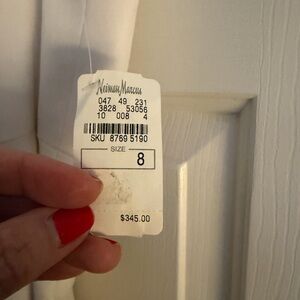 Neiman Marcus
047 49 231
3828 53056
10 008 4
SKU 8769 5190
SIZE
8
$345.00